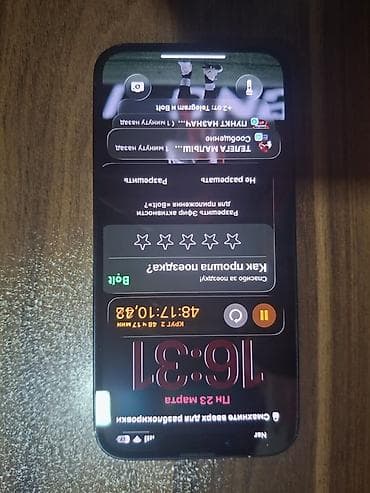 Nar
Смахните вверх для разблокировки
Пн 23 марта
16:31
КРУГ 2 48 ч 17 мин
48:17:10,
Спасибо за поездку!
Как прошла поездка?
Bolt
Разрешить Эфир активности
для приложения «Bolt»?
Не разрешать
Разрешить
ТЕЛЕГА МАЛЫШ... 1 минуту назад
Сообщение
ПУНКТ НАЗНАЧ... 1 минуту назад
+2 от: Telegram и Bolt